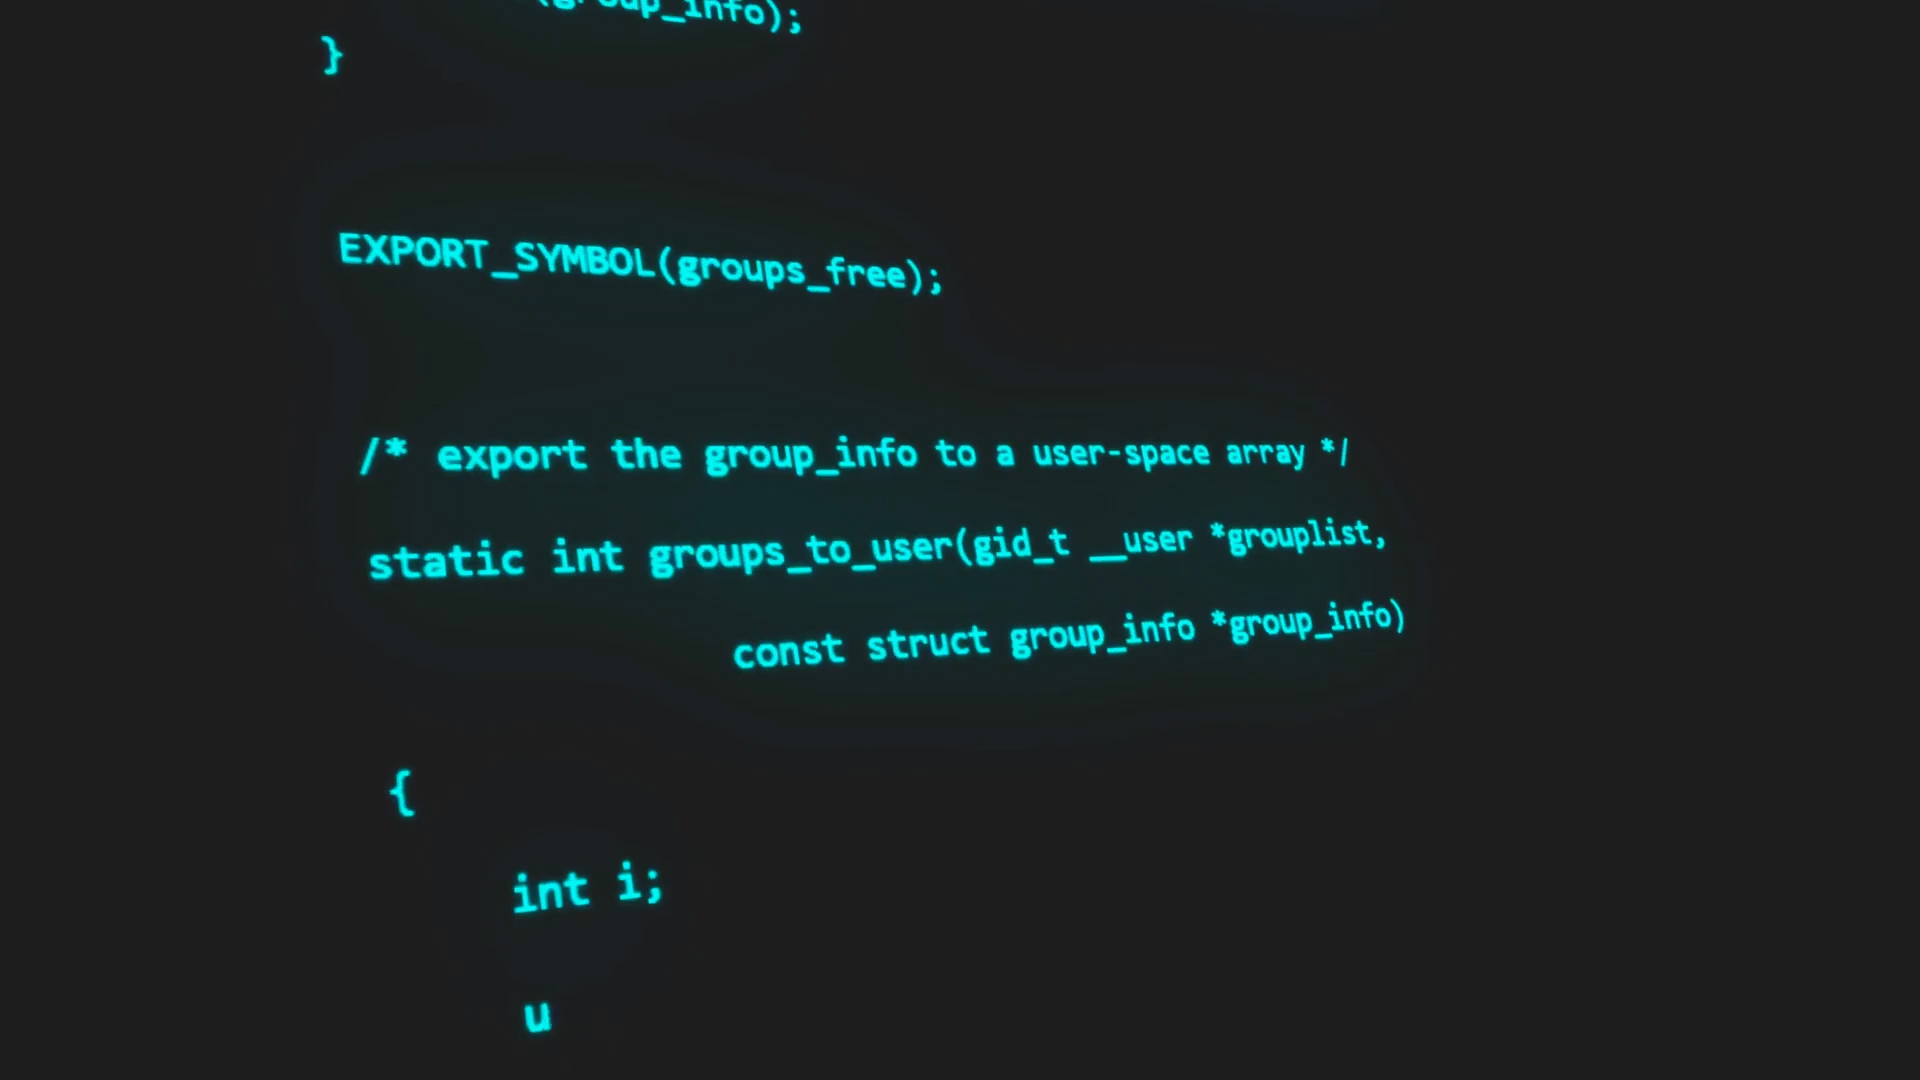 group_info);
}
EXPORT_SYMBOL(groups_free);
/* export the group_info to a user-space array */
static int groups_to_user(gid_t __user *grouplist,
const struct group_info *group_info)
{
int i;
u